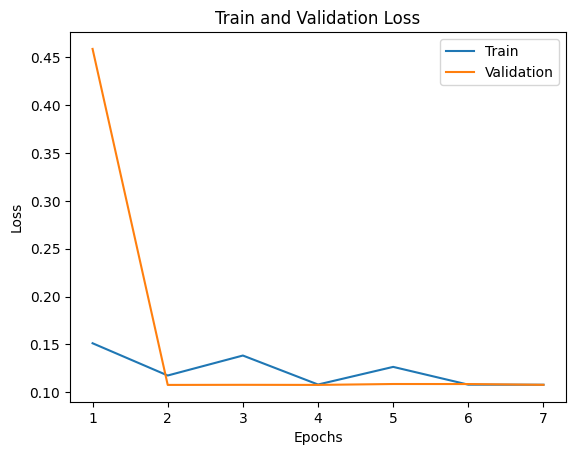 Train and Validation Loss
Train
Validation
0.45
0.40
0.35
0.30
0.25
0.20
0.15
0.10
Loss
1 2 3 4 5 6 7
Epochs